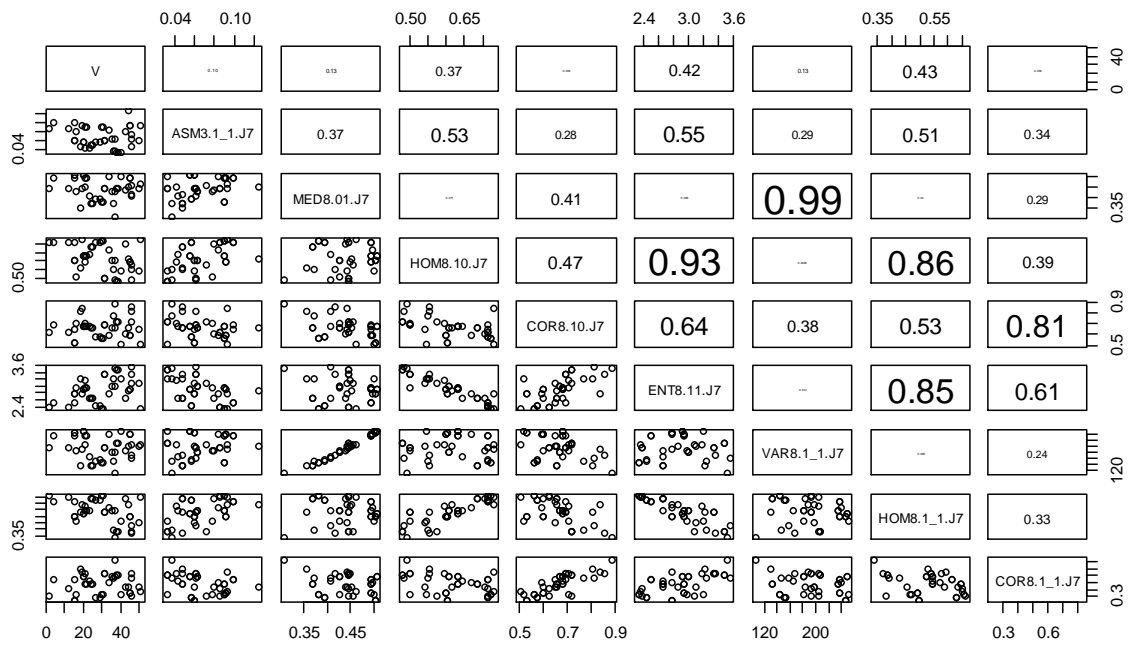 0.04 0.10 0.50 0.65 2.4 3.0 3.6 0.35 0.55
V 0.13 0.37 0.42 0.13 0.43 0 40
0.04 ASM3.1_1.J7 0.37 0.53 0.28 0.55 0.29 0.51 0.34
MED8.01.J7 0.41 0.99 0.29 0.35
0.50 HOM8.10.J7 0.47 0.93 0.86 0.39
COR8.10.J7 0.64 0.38 0.53 0.81 0.5 0.9
2.4 3.6 ENT8.11.J7 0.85 0.61
VAR8.1_1.J7 0.24 120
0.35 HOM8.1_1.J7 0.33
COR8.1_1.J7 0.3
0 20 40 0.35 0.45 0.5 0.7 0.9 120 200 0.3 0.6